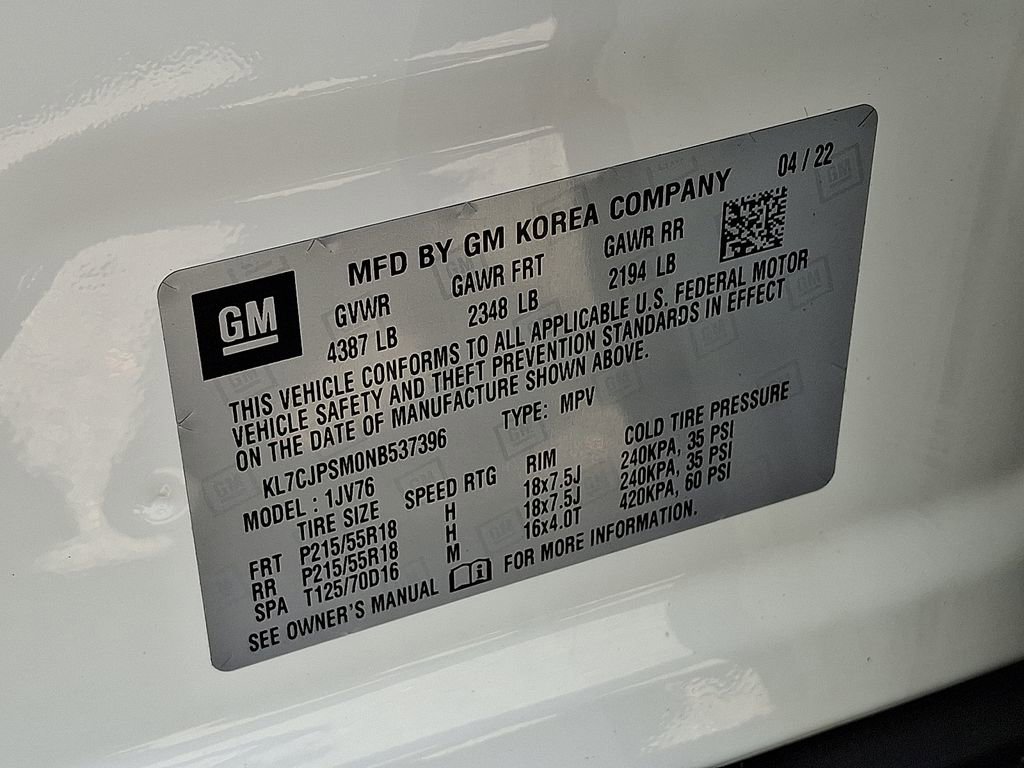 MFD BY GM KOREA COMPANY 04 / 22
GM
GVWR GAWR FRT GAWR RR
4387 LB 2348 LB 2194 LB
THIS VEHICLE CONFORMS TO ALL APPLICABLE U.S. FEDERAL MOTOR
VEHICLE SAFETY AND THEFT PREVENTION STANDARDS IN EFFECT
ON THE DATE OF MANUFACTURE SHOWN ABOVE.
KL7CJPSM0NB537396 TYPE: MPV
MODEL : 1JV76
TIRE SIZE SPEED RTG RIM COLD TIRE PRESSURE
FRT P215/55R18 H 18x7.5J 240KPA, 35 PSI
RR P215/55R18 H 18x7.5J 240KPA, 35 PSI
SPA T125/70D16 M 16x4.0T 420KPA, 60 PSI
SEE OWNER'S MANUAL FOR MORE INFORMATION.